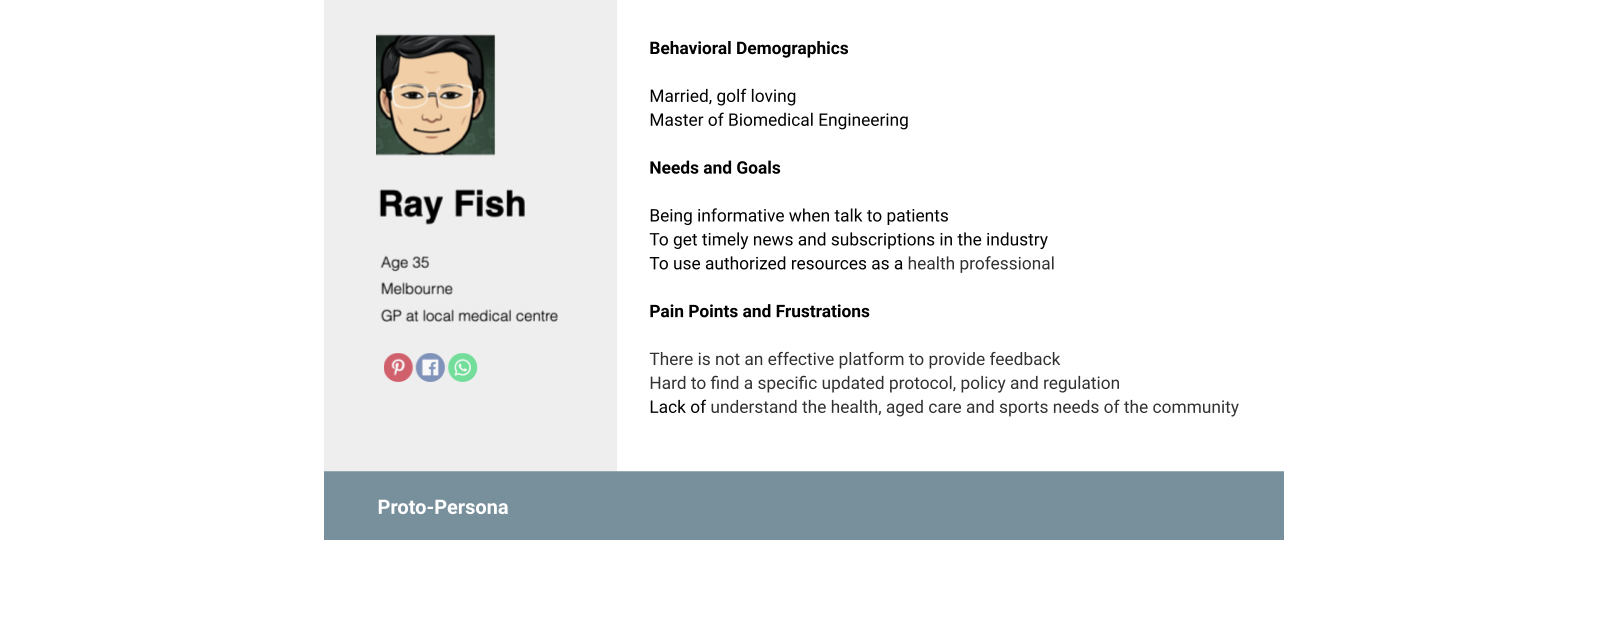 Ray Fish
Age 35
Melbourne
GP at local medical centre
Behavioral Demographics
Married, golf loving
Master of Biomedical Engineering
Needs and Goals
Being informative when talk to patients
To get timely news and subscriptions in the industry
To use authorized resources as a health professional
Pain Points and Frustrations
There is not an effective platform to provide feedback
Hard to find a specific updated protocol, policy and regulation
Lack of understand the health, aged care and sports needs of the community
Proto-Persona